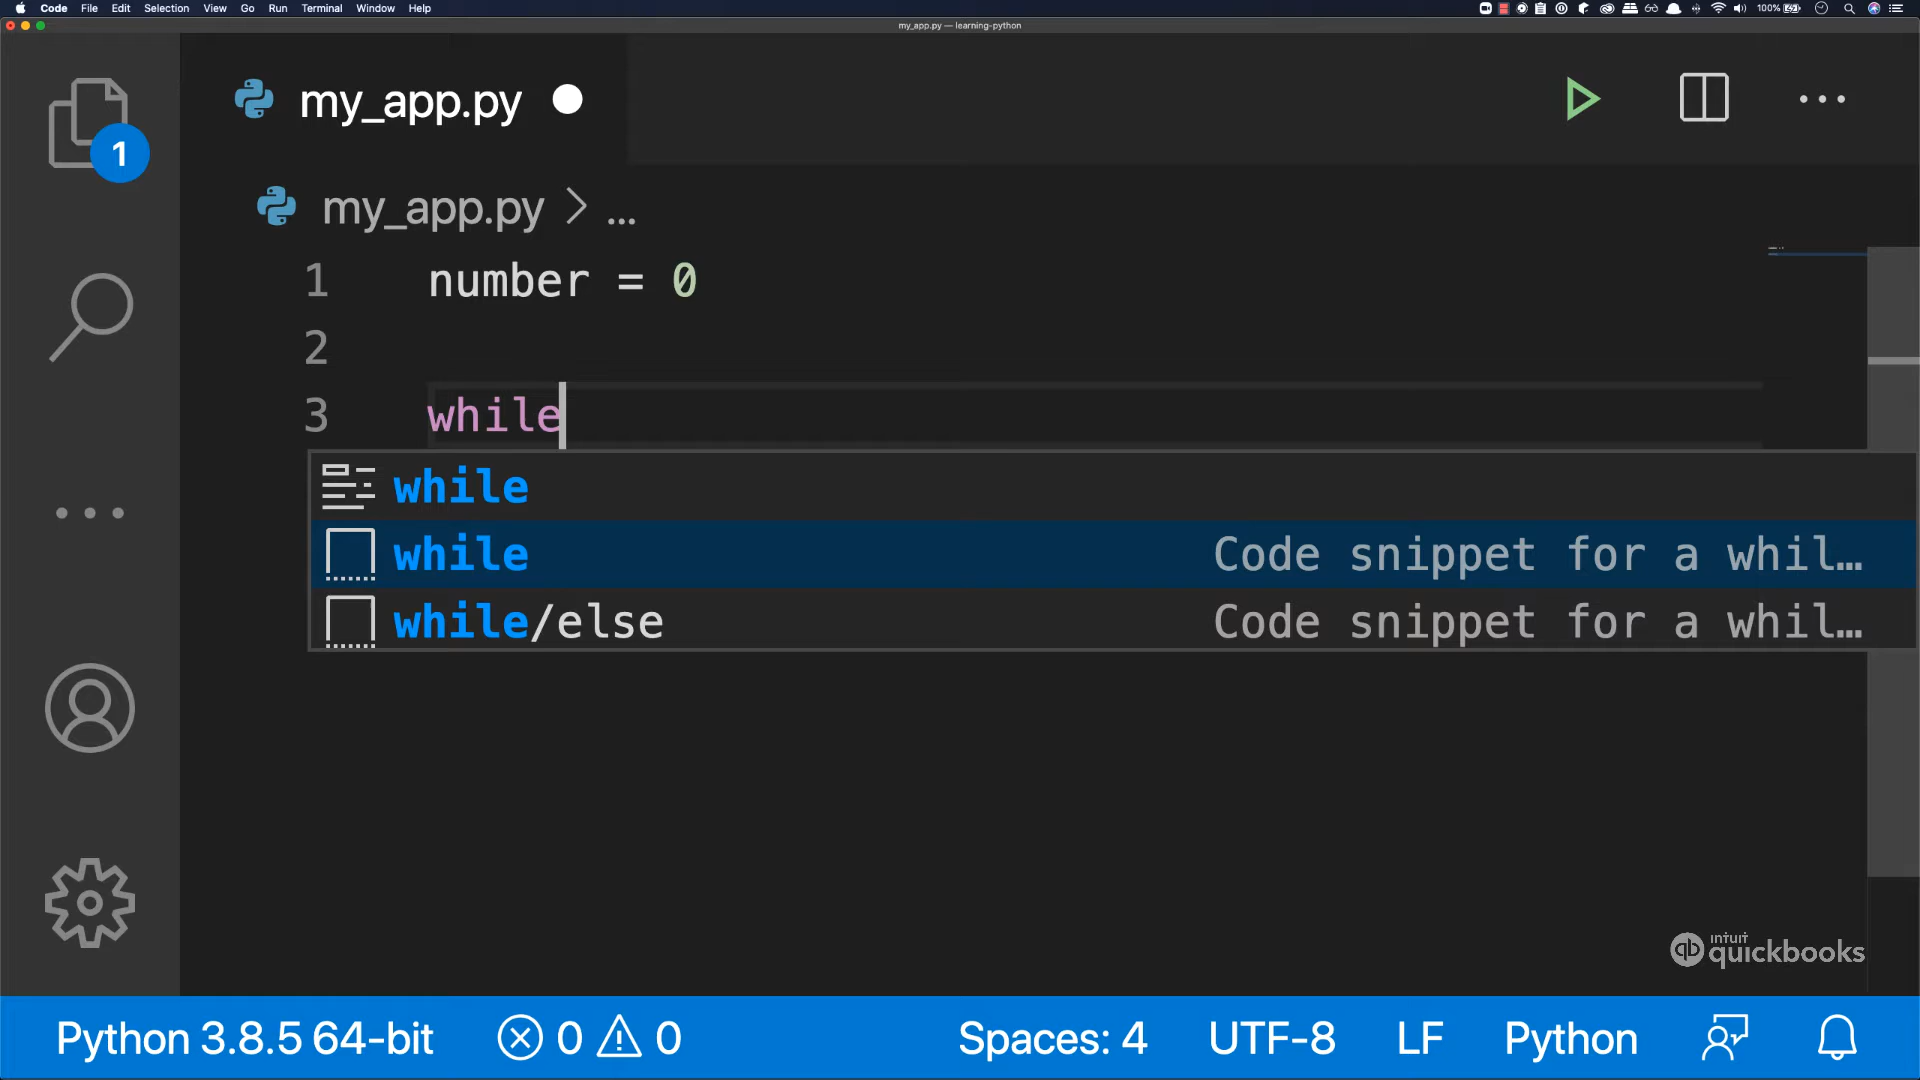 Code File Edit Selection View Go Run Terminal Window Help 100%
my_app.py — learning-python
my_app.py
1
my_app.py > ...
1 number = 0
2
3 while
while
while Code snippet for a whil…
while/else Code snippet for a whil…
intuit
qb quickbooks
Python 3.8.5 64-bit 0 0 Spaces: 4 UTF-8 LF Python